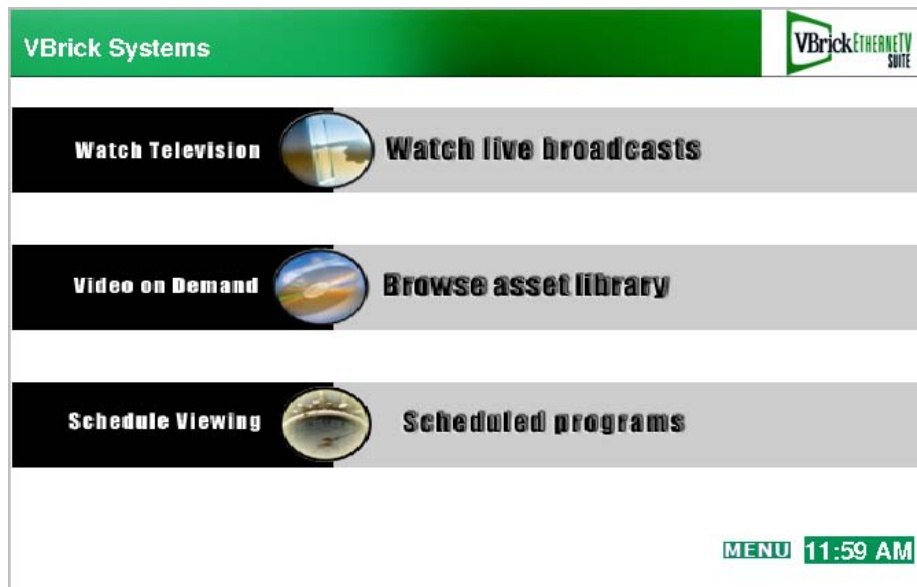 VBrick Systems
VBrick ETHERNETV
SUITE
Watch Television Watch live broadcasts
Video on Demand Browse asset library
Schedule Viewing Scheduled programs
MENU 11:59 AM